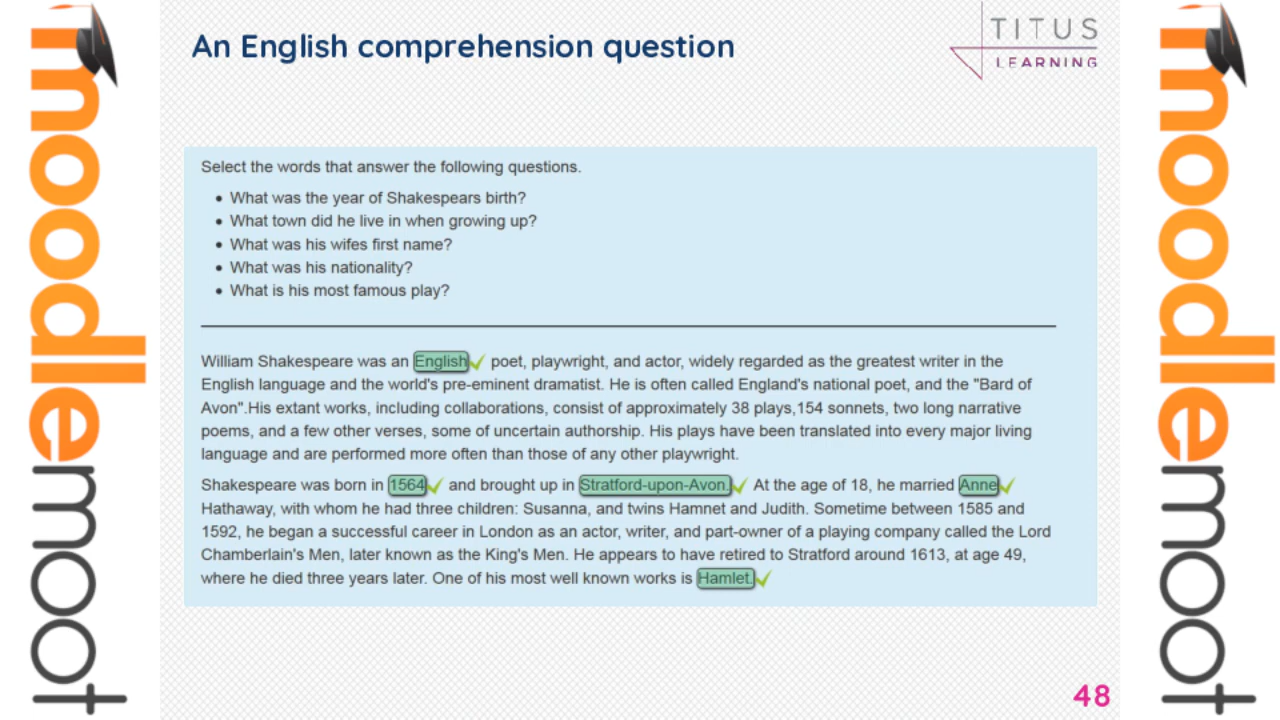 moodlemoot
An English comprehension question
TITUS
LEARNING
Select the words that answer the following questions.
• What was the year of Shakespears birth?
• What town did he live in when growing up?
• What was his wifes first name?
• What was his nationality?
• What is his most famous play?
William Shakespeare was an English poet, playwright, and actor, widely regarded as the greatest writer in the
English language and the world's pre-eminent dramatist. He is often called England's national poet, and the "Bard of
Avon".His extant works, including collaborations, consist of approximately 38 plays,154 sonnets, two long narrative
poems, and a few other verses, some of uncertain authorship. His plays have been translated into every major living
language and are performed more often than those of any other playwright.
Shakespeare was born in 1564 and brought up in Stratford-upon-Avon. At the age of 18, he married Anne
Hathaway, with whom he had three children: Susanna, and twins Hamnet and Judith. Sometime between 1585 and
1592, he began a successful career in London as an actor, writer, and part-owner of a playing company called the Lord
Chamberlain's Men, later known as the King's Men. He appears to have retired to Stratford around 1613, at age 49,
where he died three years later. One of his most well known works is Hamlet.
48
moodlemoot